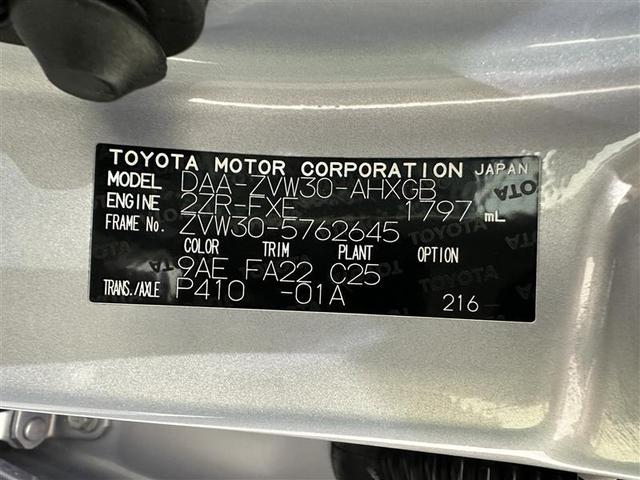 TOYOTA MOTOR CORPORATION JAPAN
MODEL DAA-ZVW30-AHXGB
ENGINE 2ZR-FXE 1797 mL
FRAME No. ZVW30-5762645
COLOR TRIM PLANT OPTION
9AE FA22 C25
TRANS./AXLE P410 -01A 216